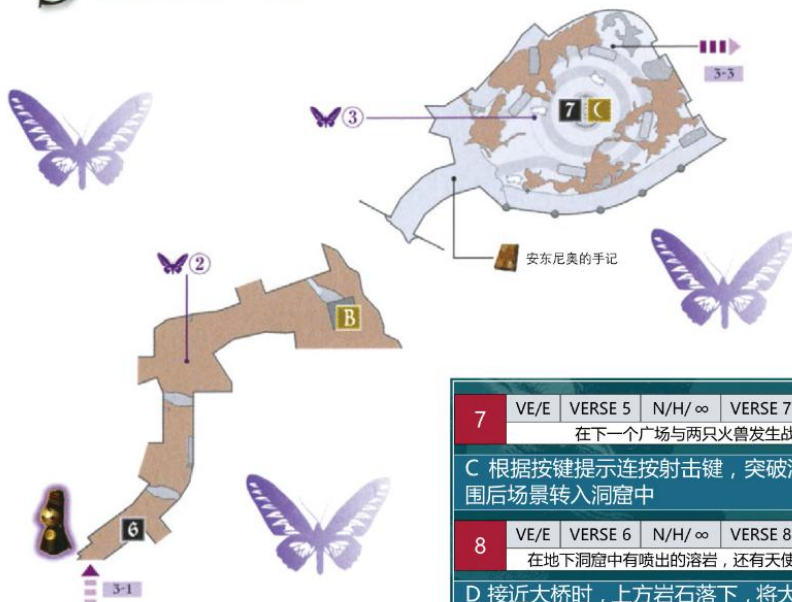 3-3
③
7
C
安东尼奥的手记
②
B
6
3-1
7 VE/E VERSE 5 N/H/∞ VERSE 7
在下一个广场与两只火兽发生战
C 根据按键提示连按射击键，突破
围后场景转入洞窟中
8 VE/E VERSE 6 N/H/∞ VERSE 8
在地下洞窟中有喷出的溶岩，还有天使
D 接近大桥时，上方岩石落下，将大